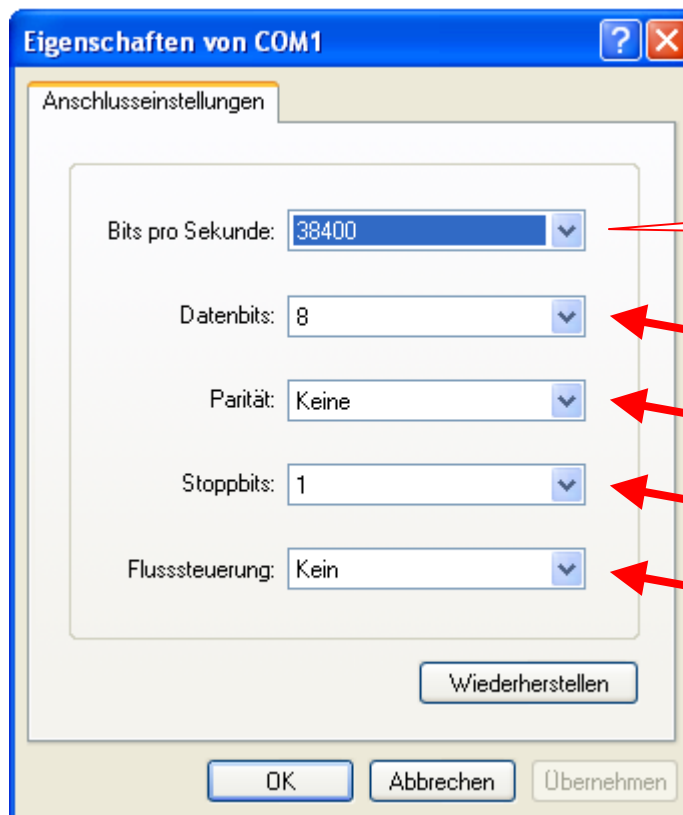 Eigenschaften von COM1
Anschlusseinstellungen
Bits pro Sekunde: 38400
Datenbits: 8
Parität: Keine
Stoppbits: 1
Flusssteuerung: Kein
Wiederherstellen
OK Abbrechen Übernehmen